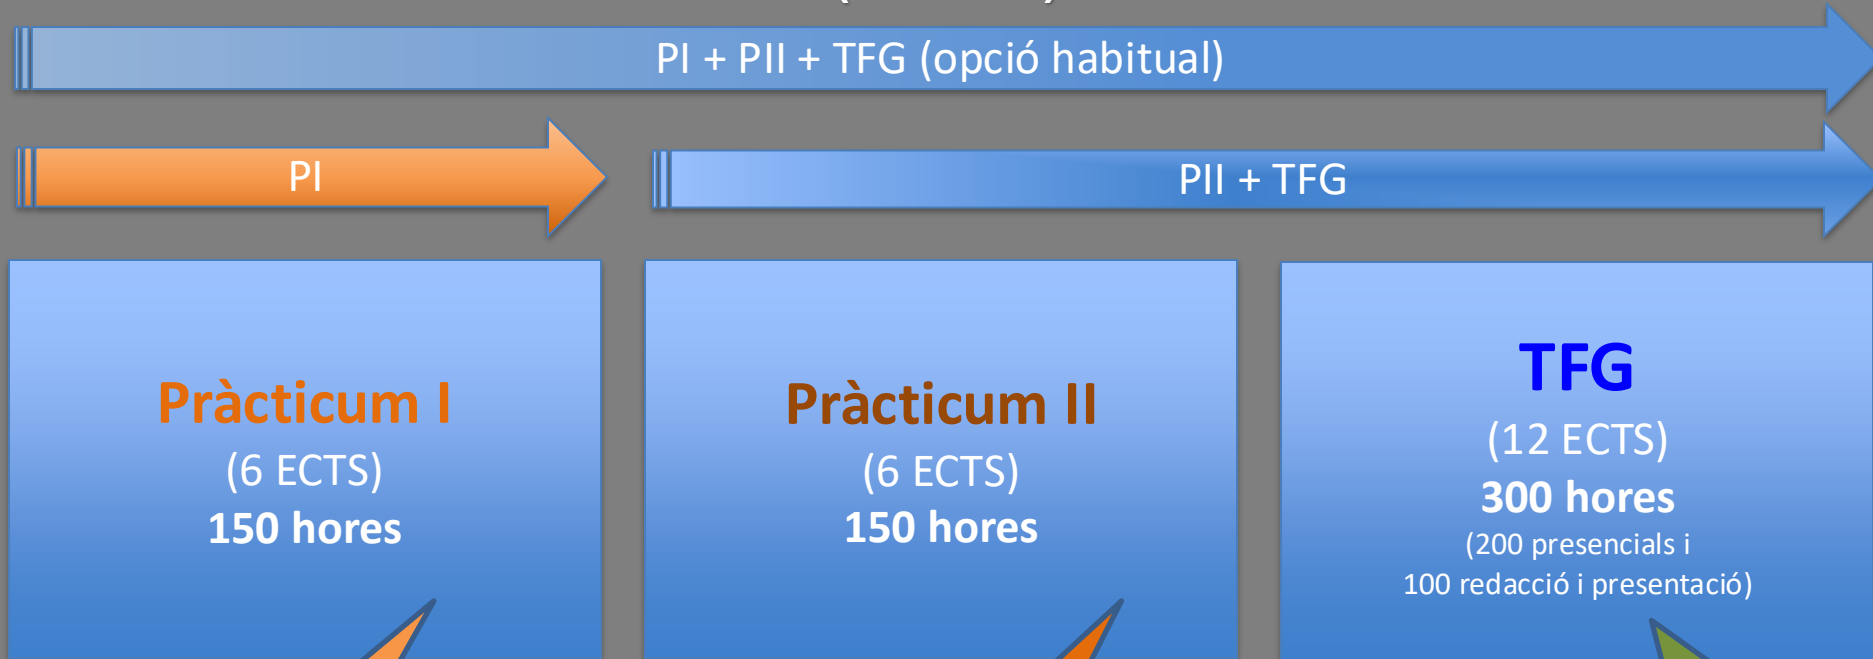 PI + PII + TFG (opció habitual)
PI
PII + TFG
Pràcticum I
(6 ECTS)
150 hores
Pràcticum II
(6 ECTS)
150 hores
TFG
(12 ECTS)
300 hores
(200 presencials i
100 redacció i presentació)